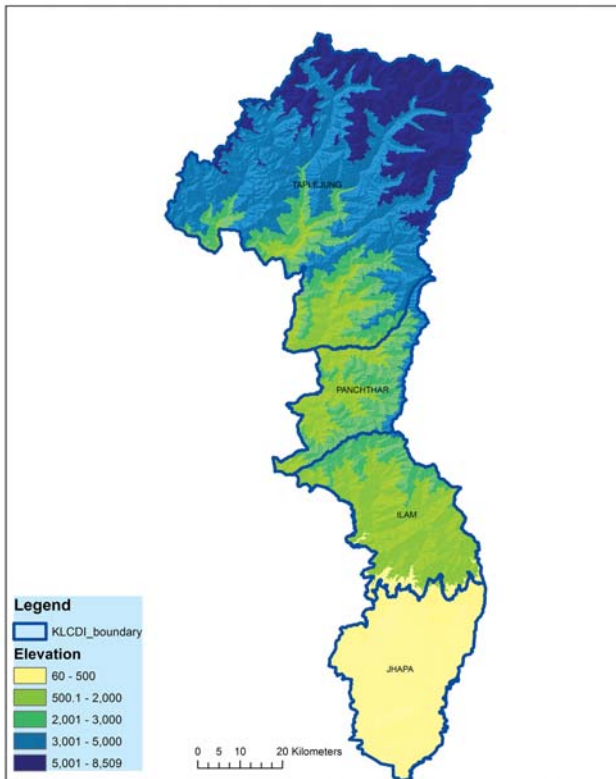 TAPLEJUNG
PANCHTHAR
ILAM
JHAPA
Legend
KLCDI_boundary
Elevation
60 - 500
500.1 - 2,000
2,001 - 3,000
3,001 - 5,000
5,001 - 8,509
0 5 10 20 Kilometers